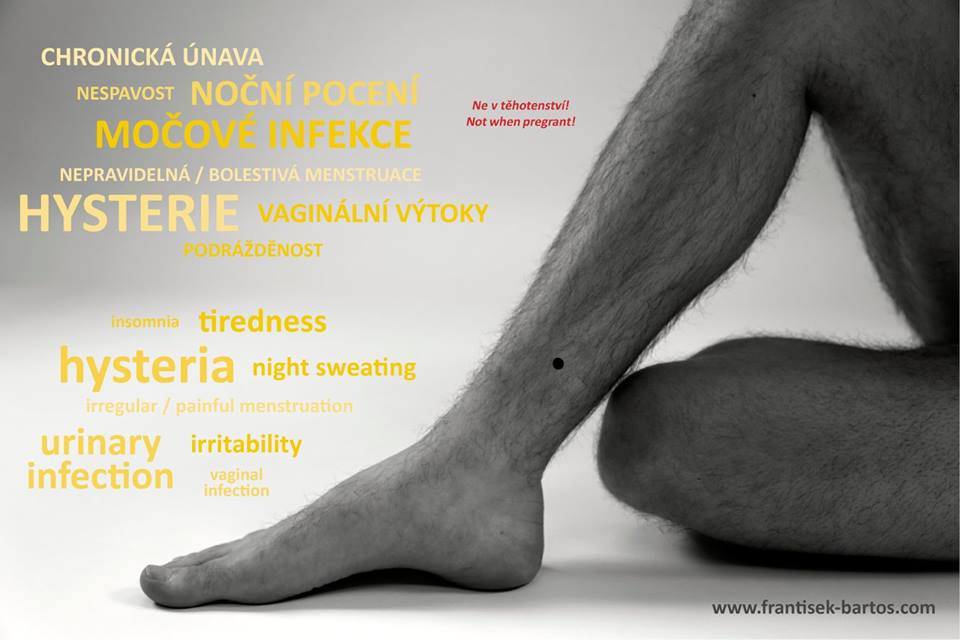 CHRONICKÁ ÚNAVA
NESPAVOST NOČNÍ POCENÍ
MOČOVÉ INFEKCE
NEPRAVIDELNÁ / BOLESTIVÁ MENSTRUACE
HYSTERIE VAGINÁLNÍ VÝTOKY
PODRÁŽDĚNOST
Ne v těhotenství!
Not when pregrant!
insomnia tiredness
hysteria night sweating
irregular / painful menstruation
urinary irritability
infection
vaginal
infection
www.frantisek-bartos.com